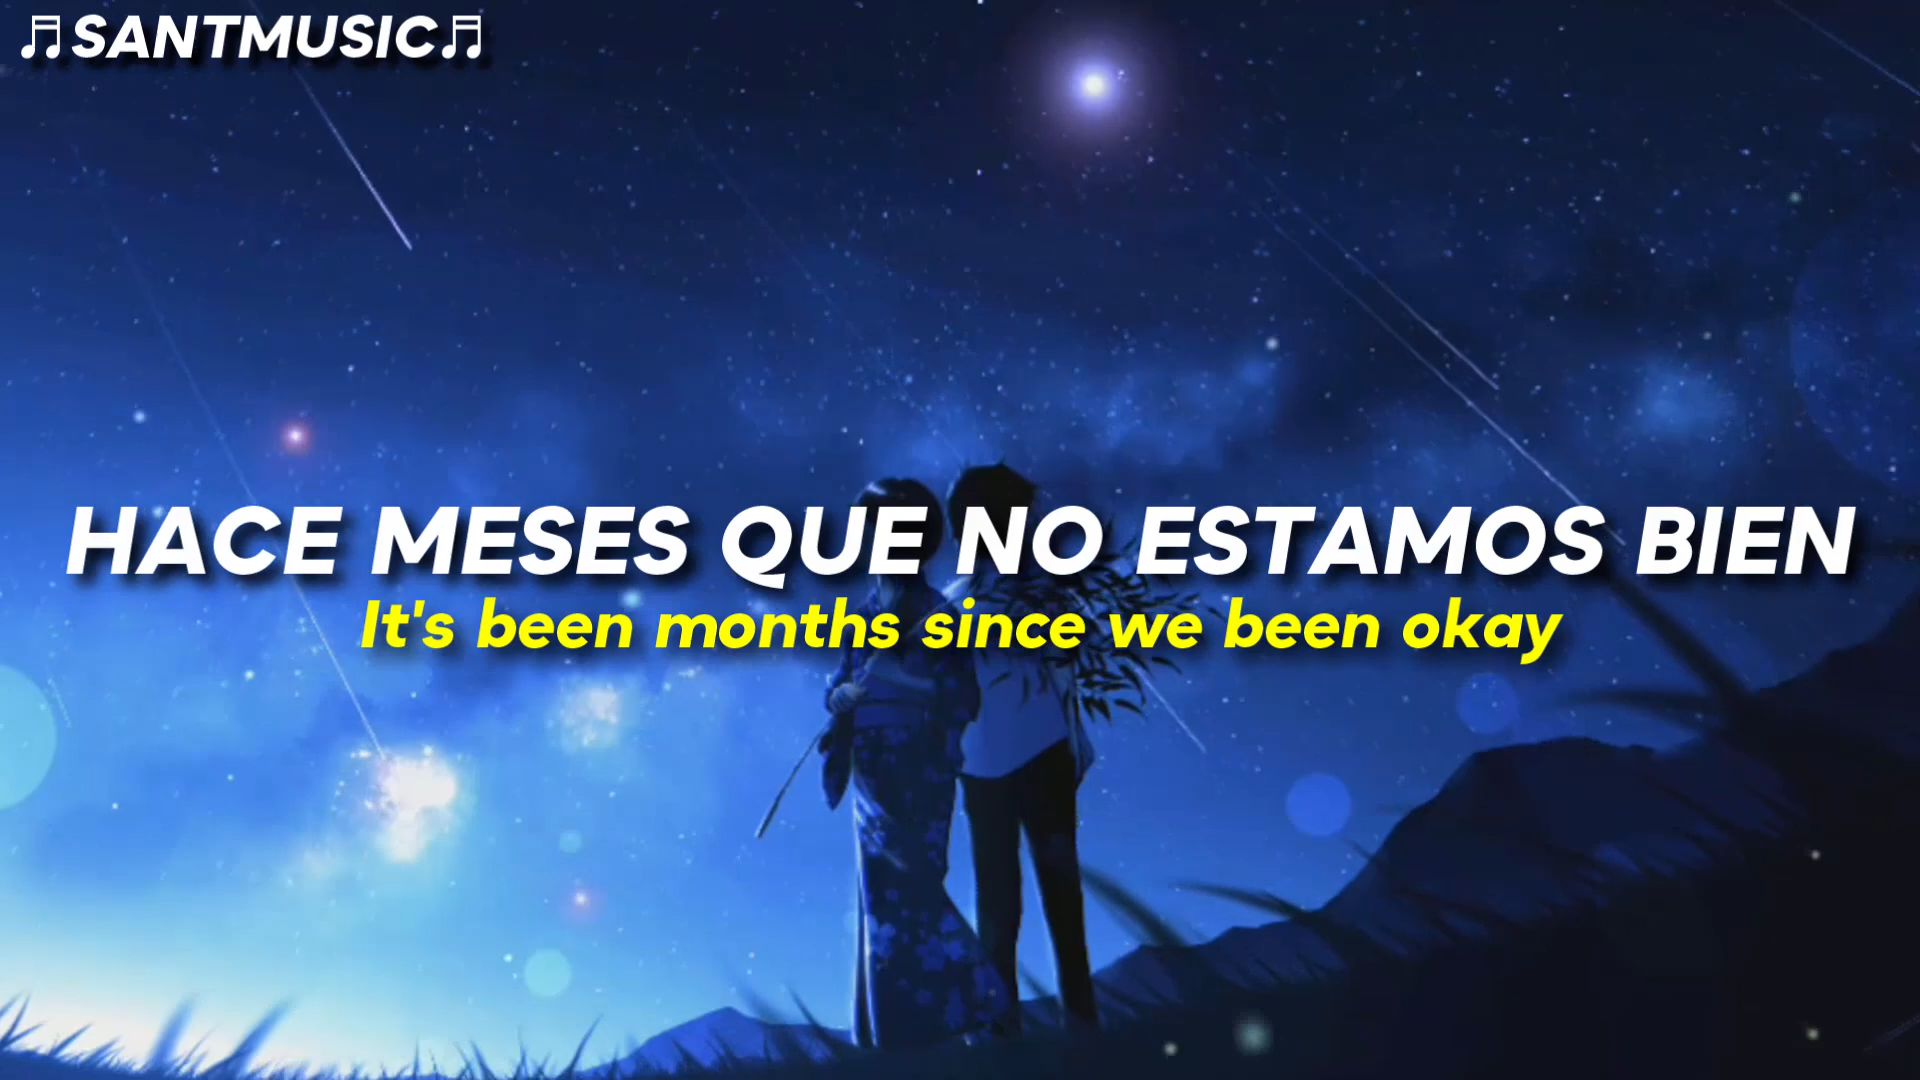 ♬SANTMUSIC♬
HACE MESES QUE NO ESTAMOS BIEN
It's been months since we been okay